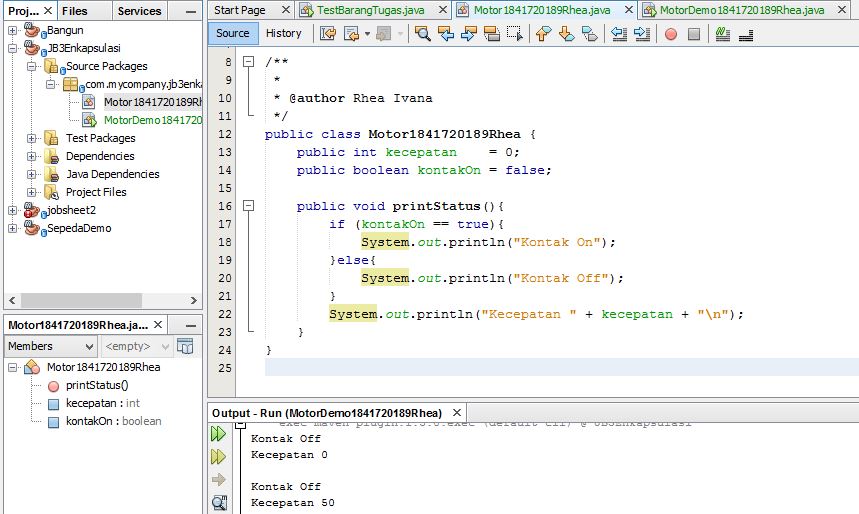 Proj... Files Services
Bangun
JB3Enkapsulasi
Source Packages
com.mycompany.jb3enk
Motor1841720189Rh
MotorDemo1841720
Test Packages
Dependencies
Java Dependencies
Project Files
jobsheet2
SepedaDemo
Motor1841720189Rhea.ja...
Members <empty>
Motor1841720189Rhea
printStatus()
kecepatan : int
kontakOn : boolean
Start Page TestBarangTugas.java Motor1841720189Rhea.java MotorDemo1841720189Rhea.java
Source History
8 /**
9 *
10 * @author Rhea Ivana
11 */
12 public class Motor1841720189Rhea {
13 public int kecepatan = 0;
14 public boolean kontakOn = false;
15
16 public void printStatus(){
17 if (kontakOn == true){
18 System.out.println("Kontak On");
19 }else{
20 System.out.println("Kontak Off");
21 }
22 System.out.println("Kecepatan " + kecepatan + "\n");
23 }
24 }
25
Output - Run (MotorDemo1841720189Rhea)
Kontak Off
Kecepatan 0
Kontak Off
Kecepatan 50